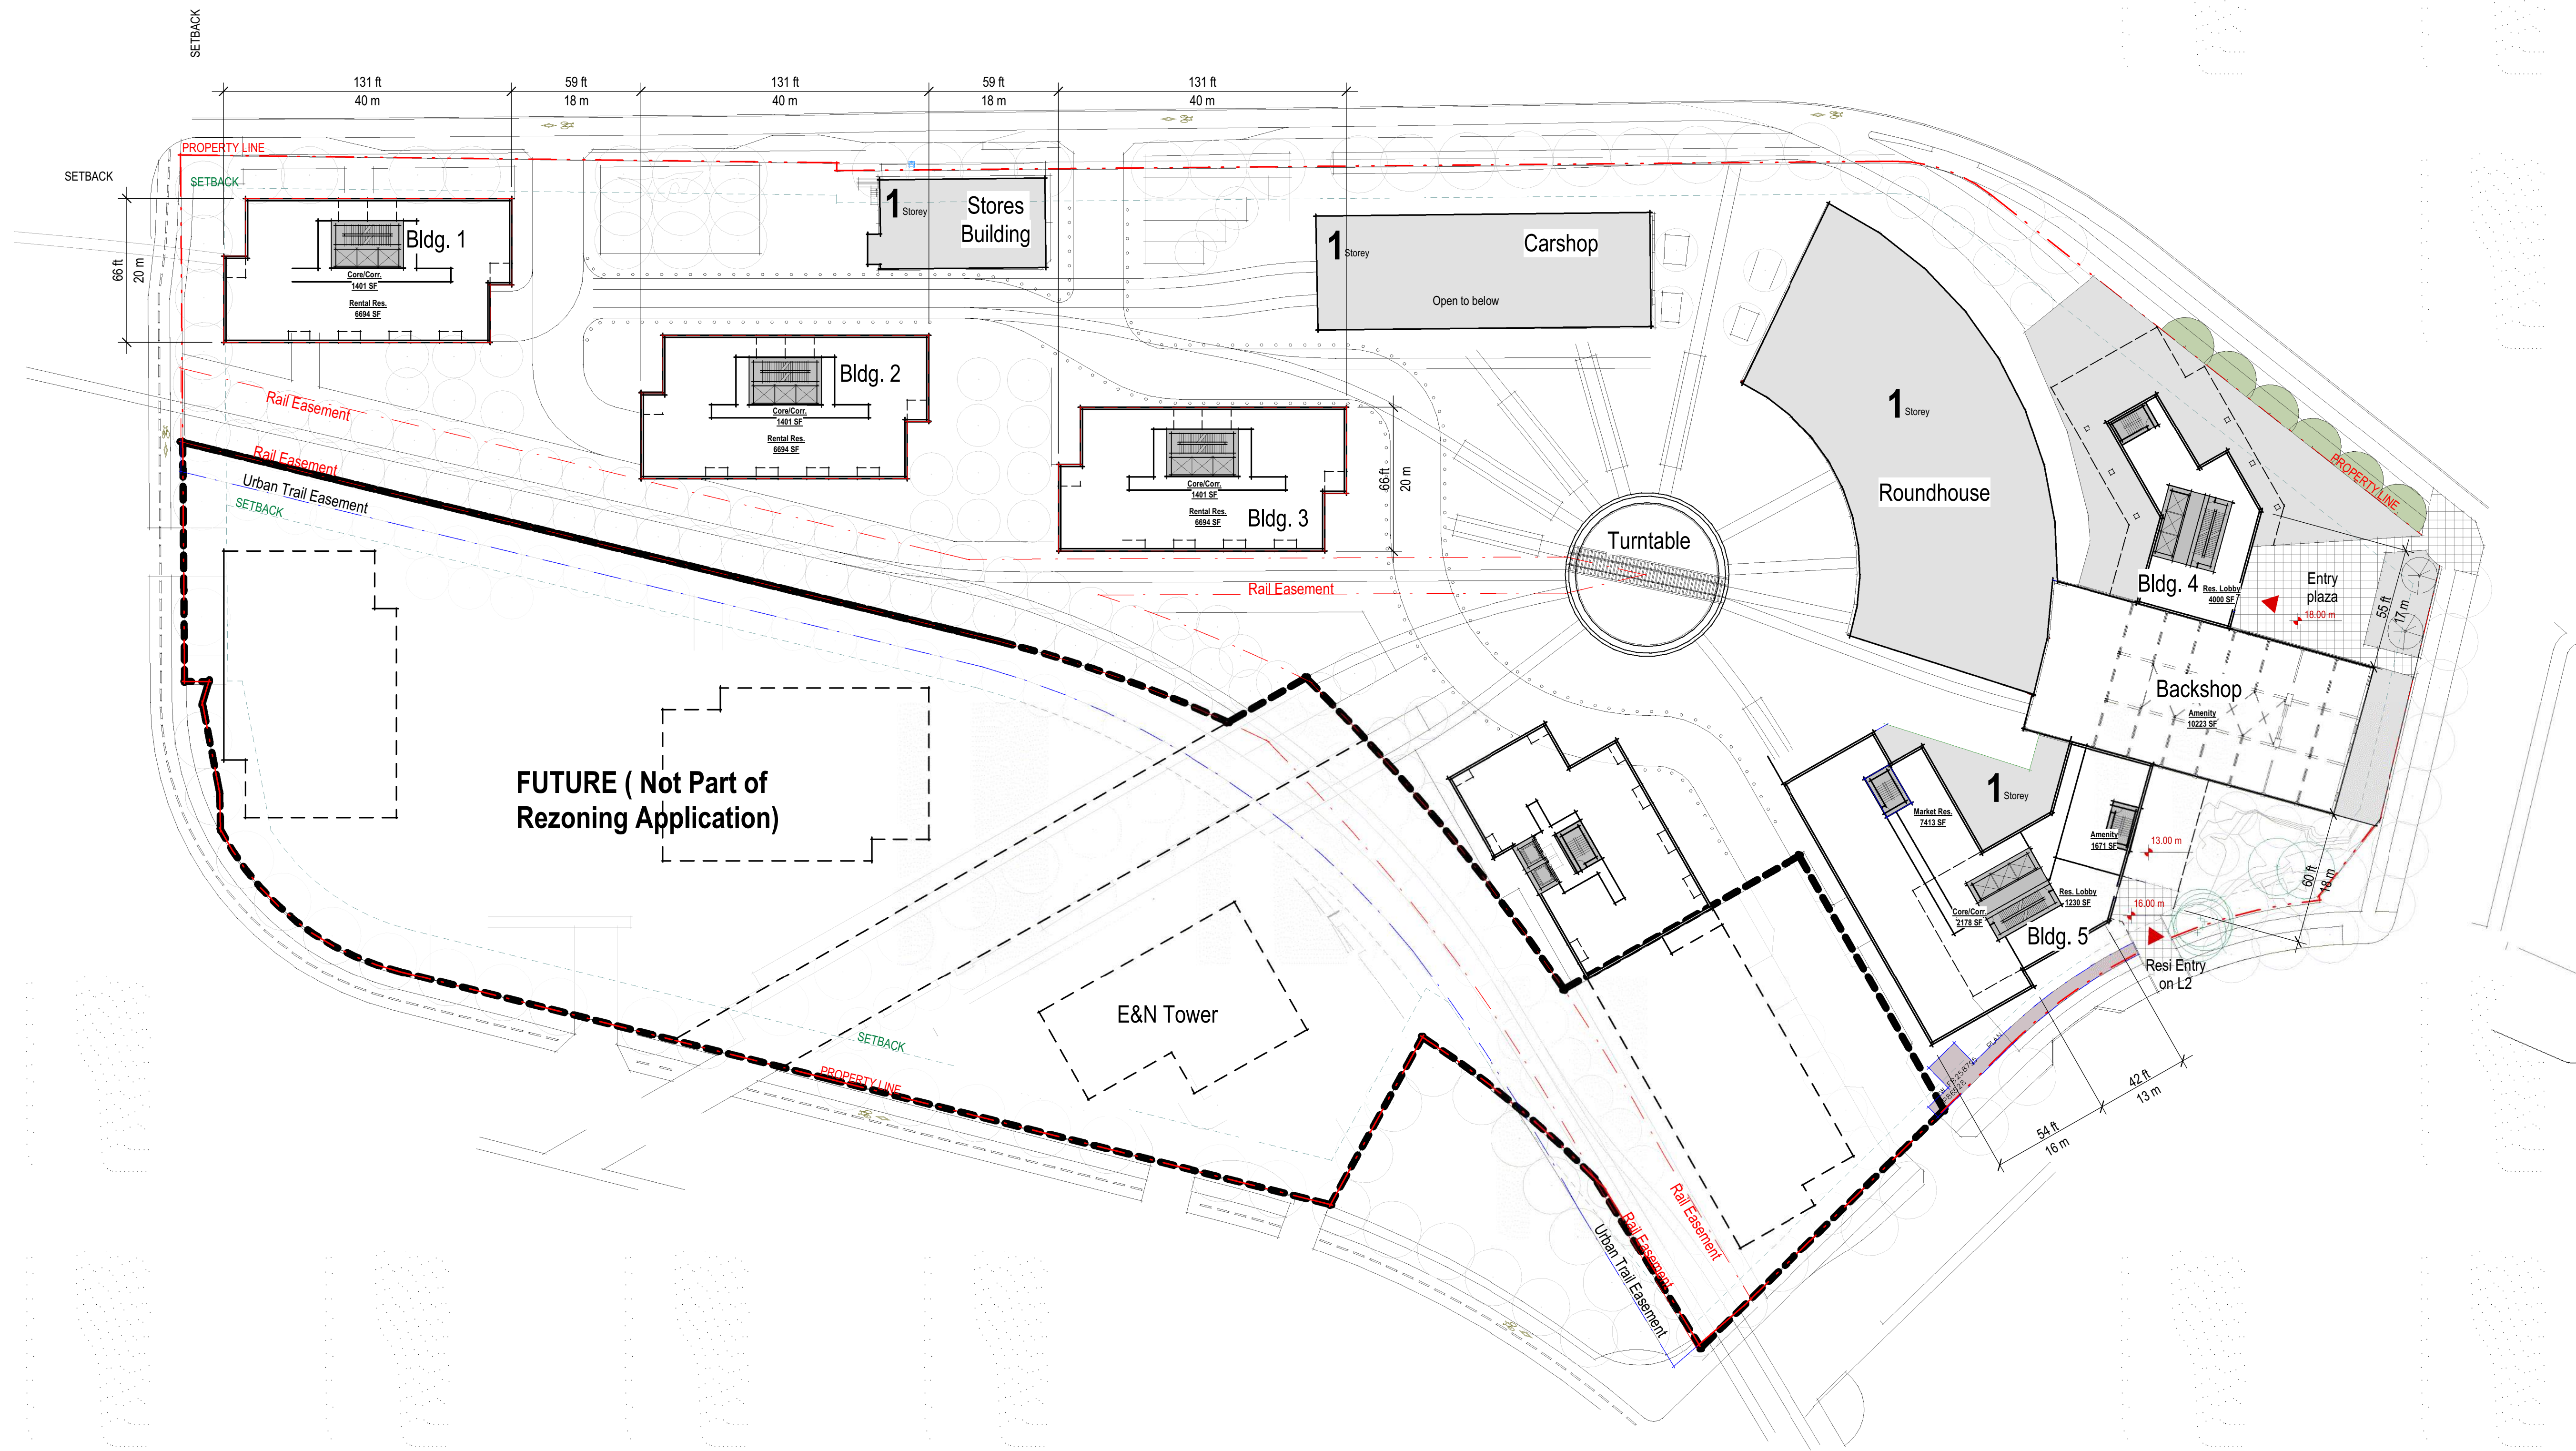 SETBACK
131 ft
40 m
59 ft
18 m
131 ft
40 m
59 ft
18 m
131 ft
40 m
PROPERTY LINE
SETBACK
SETBACK
66 ft
20 m
Bldg. 1
Core/Corr.
1401 SF
Rental Res.
6694 SF
1 Storey
Stores
Building
1 Storey
Carshop
Open to below
Bldg. 2
Core/Corr.
1401 SF
Rental Res.
6694 SF
Bldg. 3
Core/Corr.
1401 SF
Rental Res.
6694 SF
66 ft
20 m
1 Storey
Roundhouse
Turntable
Rail Easement
Rail Easement
Urban Trail Easement
SETBACK
Rail Easement
PROPERTY LINE
Bldg. 4
Res. Lobby
4000 SF
Entry
plaza
18.00 m
55 ft
17 m
Backshop
Amenity
10223 SF
FUTURE ( Not Part of
Rezoning Application)
1 Storey
Market Res.
7413 SF
Amenity
1671 SF
13.00 m
Res. Lobby
1230 SF
Core/Corr.
2178 SF
16.00 m
60 ft
18 m
Bldg. 5
Resi Entry
on L2
E&N Tower
SETBACK
PROPERTY LINE
PLAN
42 ft
13 m
54 ft
16 m
Rail Easement
Rail Easement
Urban Trail Easement